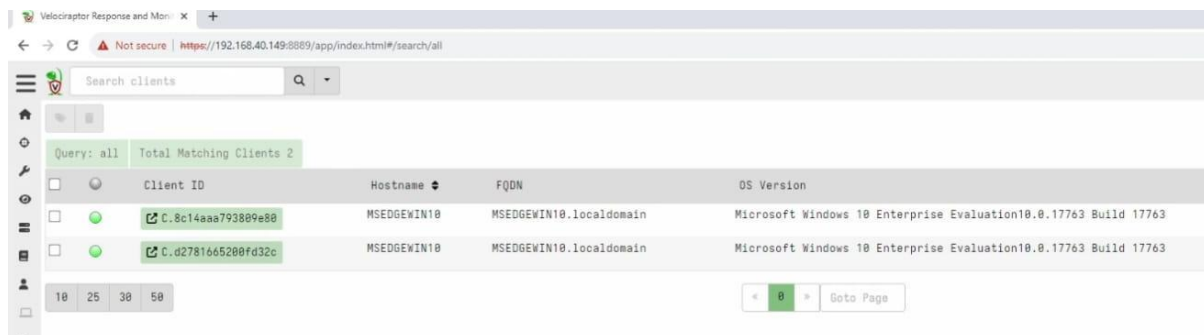 Velociraptor Response and Moni
Not secure | https://192.168.40.149:8889/app/index.html#/search/all
Search clients
Query: all Total Matching Clients 2
Client ID Hostname FQDN OS Version
C.8c14aaa793809e80 MSEDGEWIN10 MSEDGEWIN10.localdomain Microsoft Windows 10 Enterprise Evaluation10.0.17763 Build 17763
C.d2781665200fd32c MSEDGEWIN10 MSEDGEWIN10.localdomain Microsoft Windows 10 Enterprise Evaluation10.0.17763 Build 17763
10 25 30 50 « 0 » Goto Page